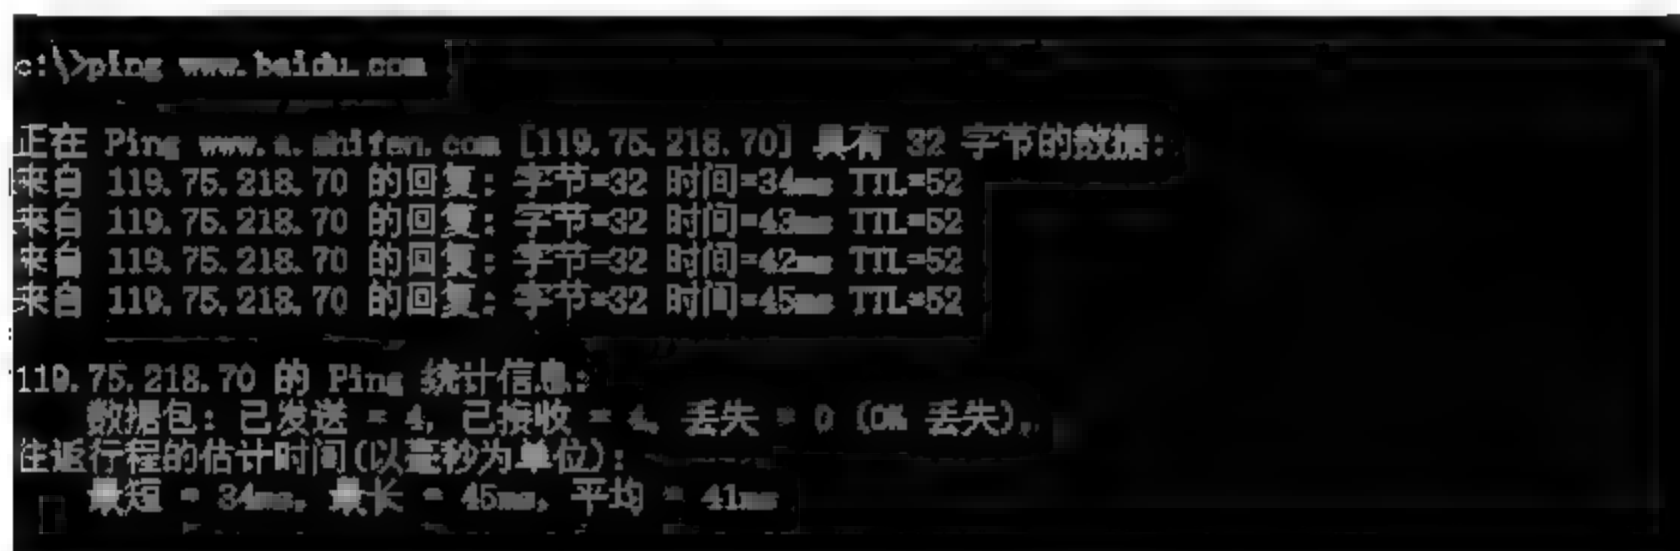 c:\>ping www.baidu.com
正在 Ping www.a.shifen.com [119.75.218.70] 具有 32 字节的数据:
来自 119.75.218.70 的回复: 字节=32 时间=34ms TTL=52
来自 119.75.218.70 的回复: 字节=32 时间=43ms TTL=52
来自 119.75.218.70 的回复: 字节=32 时间=42ms TTL=52
来自 119.75.218.70 的回复: 字节=32 时间=45ms TTL=52
119.75.218.70 的 Ping 统计信息:
数据包: 已发送 = 4, 已接收 = 4, 丢失 = 0 (0% 丢失),
往返行程的估计时间(以毫秒为单位):
最短 = 34ms, 最长 = 45ms, 平均 = 41ms